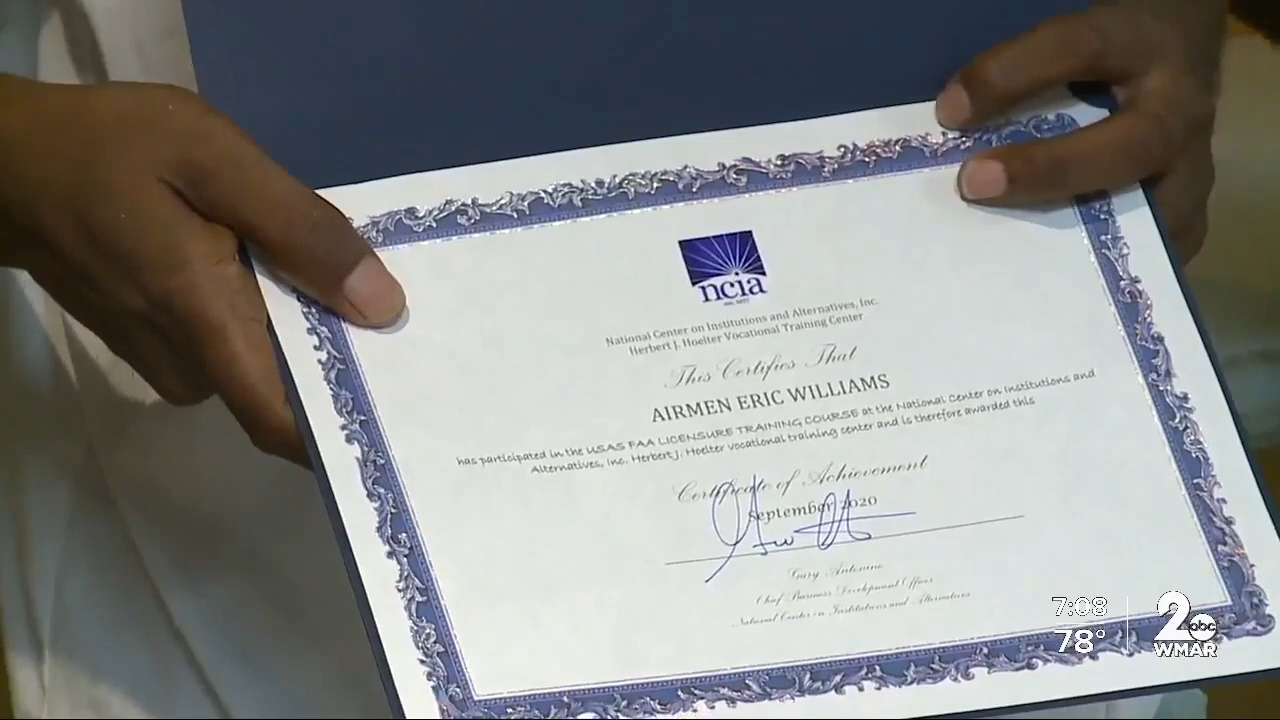 ncia
est. 1977
National Center on Institutions and Alternatives, Inc.
Herbert J. Hoelter Vocational Training Center
This Certifies That
AIRMEN ERIC WILLIAMS
has participated in the USAS FAA LICENSURE TRAINING COURSE at the National Center on Institutions and
Alternatives, Inc. Herbert J. Hoelter vocational training center and is therefore awarded this
Certificate of Achievement
September 2020
Gary Antonino
Chief Business Development Officer
National Center on Institutions and Alternatives
7:08
78°
2 abc
WMAR